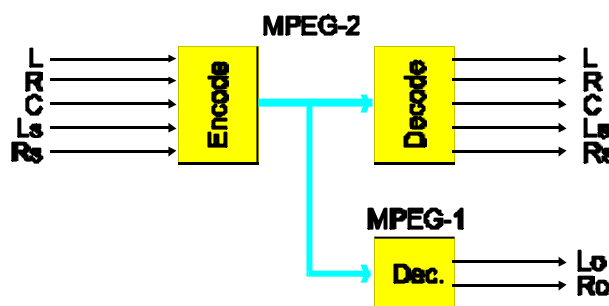 MPEG-2
L
R
C
Ls
Rs
Encode
Decode
L
R
C
Ls
Rs
MPEG-1
Dec.
Lo
Ro